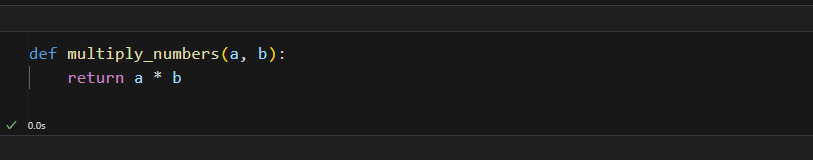 def multiply_numbers(a, b):
    return a * b
0.0s